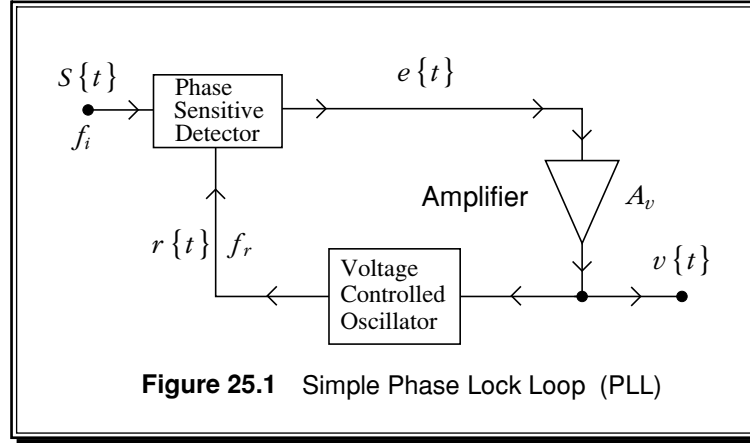 S{t}
e{t}
Phase
Sensitive
Detector
f_i
Amplifier
A_v
r{t} f_r
Voltage
Controlled
Oscillator
v{t}
Figure 25.1 Simple Phase Lock Loop (PLL)